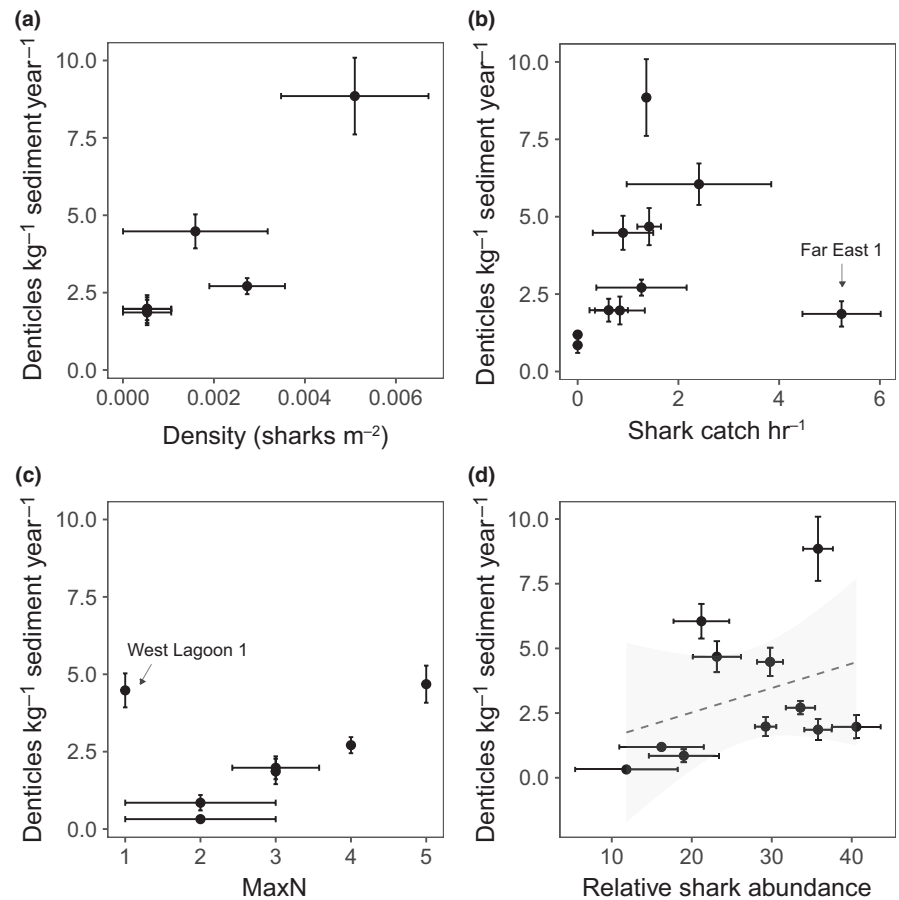 (a)
Denticles kg⁻¹ sediment year⁻¹
10.0
7.5
5.0
2.5
0.0
0.000 0.002 0.004 0.006
Density (sharks m⁻²)
(b)
Denticles kg⁻¹ sediment year⁻¹
10.0
7.5
5.0
2.5
0.0
Far East 1
0 2 4 6
Shark catch hr⁻¹
(c)
Denticles kg⁻¹ sediment year⁻¹
10.0
7.5
5.0
2.5
0.0
West Lagoon 1
1 2 3 4 5
MaxN
(d)
Denticles kg⁻¹ sediment year⁻¹
10.0
7.5
5.0
2.5
0.0
10 20 30 40
Relative shark abundance